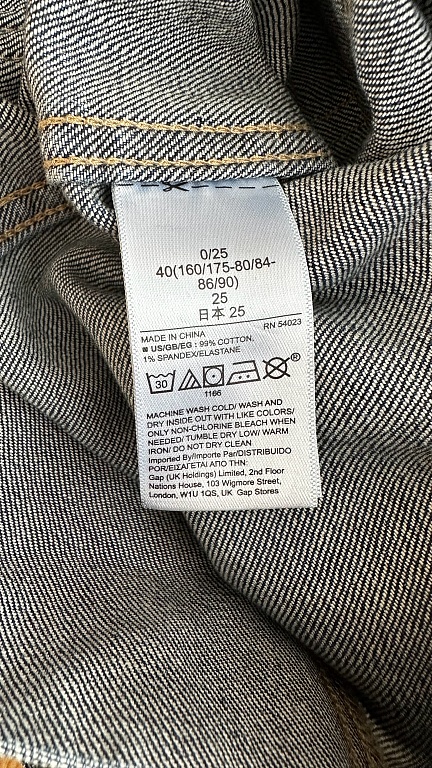 0/25
40(160/175-80/84-
86/90)
25
日本 25
MADE IN CHINA RN 54023
■ US/GB/EG : 99% COTTON,
1% SPANDEX/ELASTANE
30
®
1166
MACHINE WASH COLD/ WASH AND
DRY INSIDE OUT WITH LIKE COLORS/
ONLY NON-CHLORINE BLEACH WHEN
NEEDED/ TUMBLE DRY LOW/ WARM
IRON/ DO NOT DRY CLEAN
Imported By/Importe Par/DISTRIBUIDO
POR/ΕΙΣΑΓΕΤΑΙ ΑΠΟ ΤΗΝ:
Gap (UK Holdings) Limited, 2nd Floor
Nations House, 103 Wigmore Street,
London, W1U 1QS, UK Gap Stores